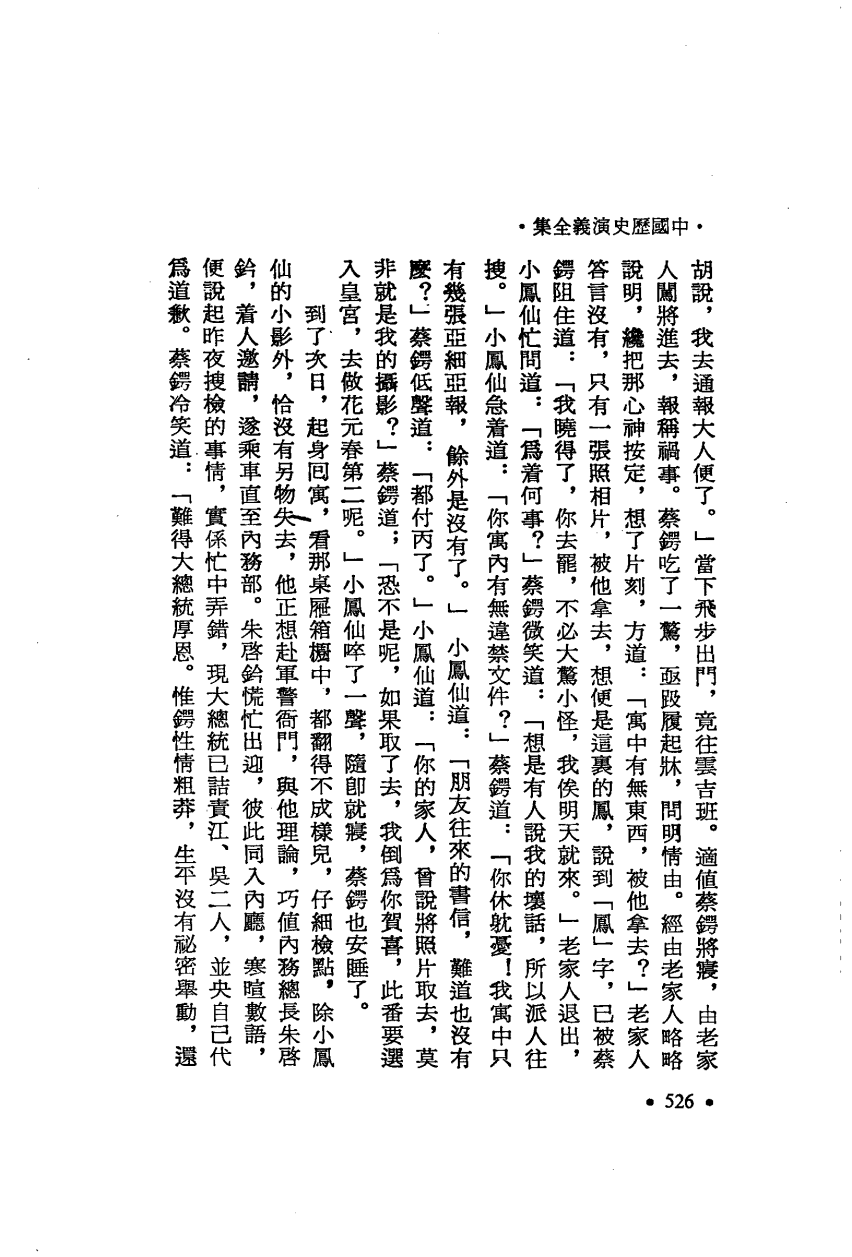 •中國歷史演義全集•
胡說，我去通報大人便了。」當下飛步出門，竟往雲吉班。適值蔡鍔將寢，由老家
人闖將進去，報稱禍事。蔡鍔吃了一驚，亟趿履起牀，問明情由。經由老家人略略
說明，纔把那心神按定，想了片刻，方道：「寓中有無東西，被他拿去？」老家人
答言沒有，只有一張照相片，被他拿去，想便是這裏的鳳，說到「鳳」字，已被蔡
鍔阻住道：「我曉得了，你去罷，不必大驚小怪，我俟明天就來。」老家人退出，
小鳳仙忙問道：「爲着何事？」蔡鍔微笑道：「想是有人說我的壞話，所以派人往
搜。」小鳳仙急着道：「你寓內有無違禁文件？」蔡鍔道：「你休躭憂！我寓中只
有幾張亞細亞報，餘外是沒有了。」小鳳仙道：「朋友往來的書信，難道也沒有
麼？」蔡鍔低聲道：「都付丙了。」小鳳仙道：「你的家人，曾說將照片取去，莫
非就是我的攝影？」蔡鍔道；「恐不是呢，如果取了去，我倒爲你賀喜，此番要選
入皇宮，去做花元春第二呢。」小鳳仙啐了一聲，隨卽就寢，蔡鍔也安睡了。
到了次日，起身回寓，看那桌屜箱櫥中，都翻得不成樣兒，仔細檢點，除小鳳
仙的小影外，恰沒有另物失去，他正想赴軍警衙門，與他理論，巧值內務總長朱啓
鈐，着人邀請，遂乘車直至內務部。朱啓鈐慌忙出迎，彼此同入內廳，寒暄數語，
便說起昨夜搜檢的事情，實係忙中弄錯，現大總統已詰責江、吳二人，並央自己代
爲道歉。蔡鍔冷笑道：「難得大總統厚恩。惟鍔性情粗莽，生平沒有祕密舉動，還
•526•